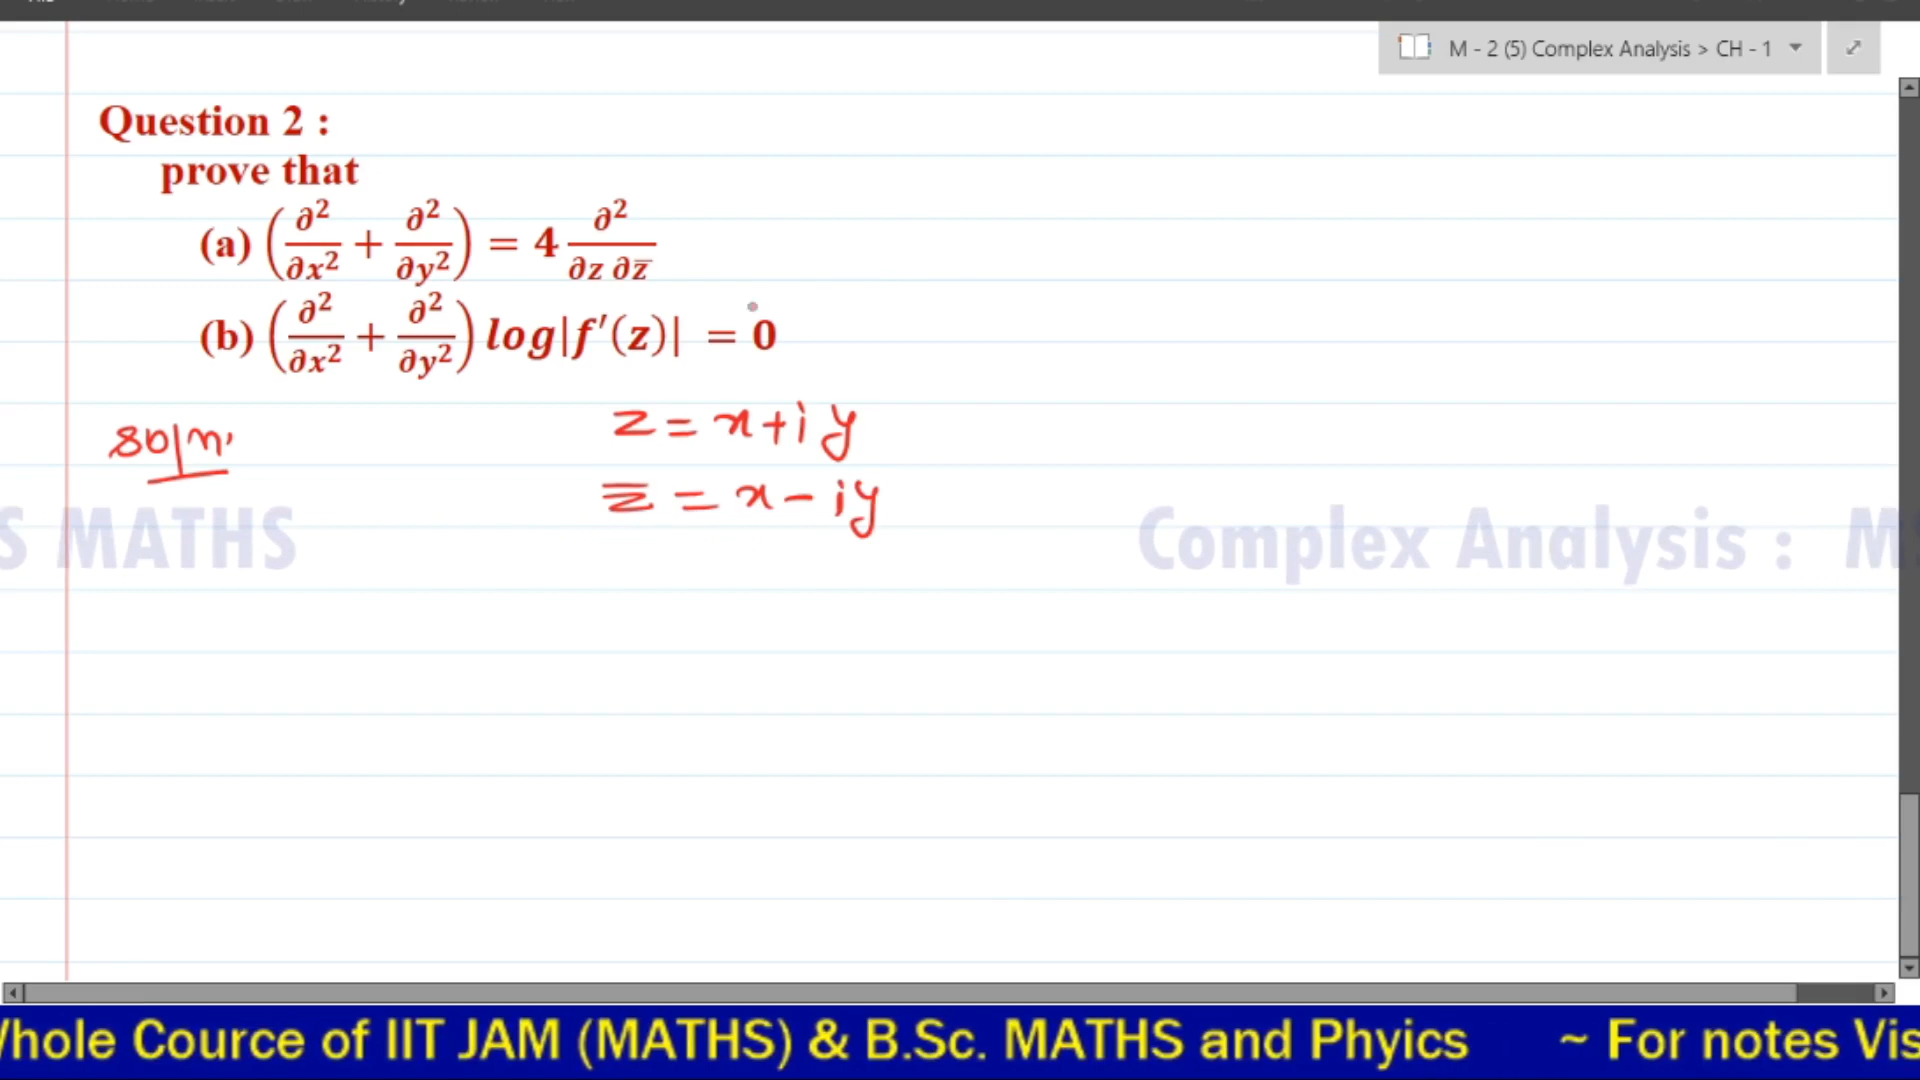 M - 2 (5) Complex Analysis > CH - 1
Question 2 :
prove that
(a) (∂²/∂x² + ∂²/∂y²) = 4 ∂²/∂z ∂z̅
(b) (∂²/∂x² + ∂²/∂y²) log|f′(z)| = 0
Soln.
z = x + iy
z̅ = x - iy
S MATHS
Complex Analysis :
Whole Cource of IIT JAM (MATHS) & B.Sc. MATHS and Phyics ~ For notes Vis